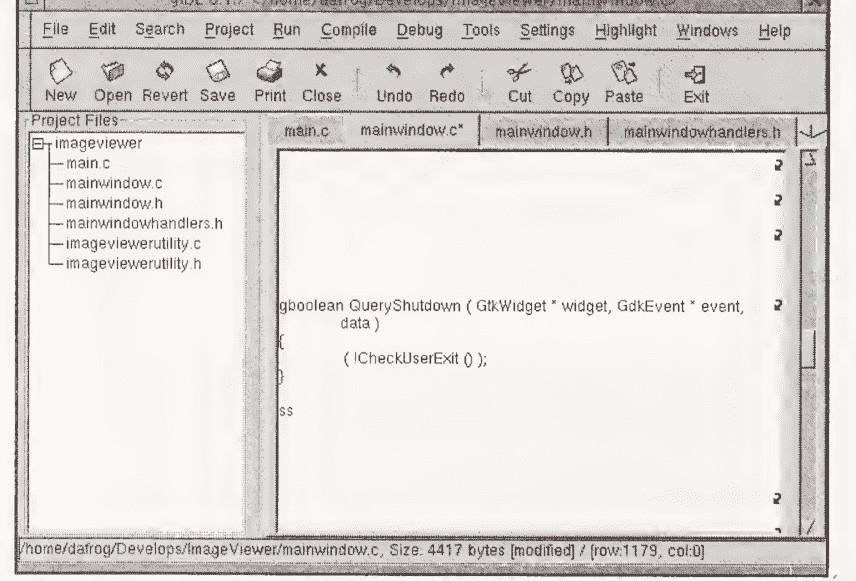 File Edit Search Project Run Compile Debug Tools Settings Highlight Windows Help
New Open Revert Save Print Close Undo Redo Cut Copy Paste Exit
Project Files
imageviewer
main.c
mainwindow.c
mainwindow.h
mainwindowhandlers.h
imageviewerutility.c
imageviewerutility.h
main.c mainwindow.c* mainwindow.h mainwindowhandlers.h
gboolean QueryShutdown ( GtkWidget * widget, GdkEvent * event,
data )
{
( !CheckUserExit () );
}
ss
/home/dafrog/Develops/ImageViewer/mainwindow.c, Size: 4417 bytes [modified] / [row:1179, col:0]